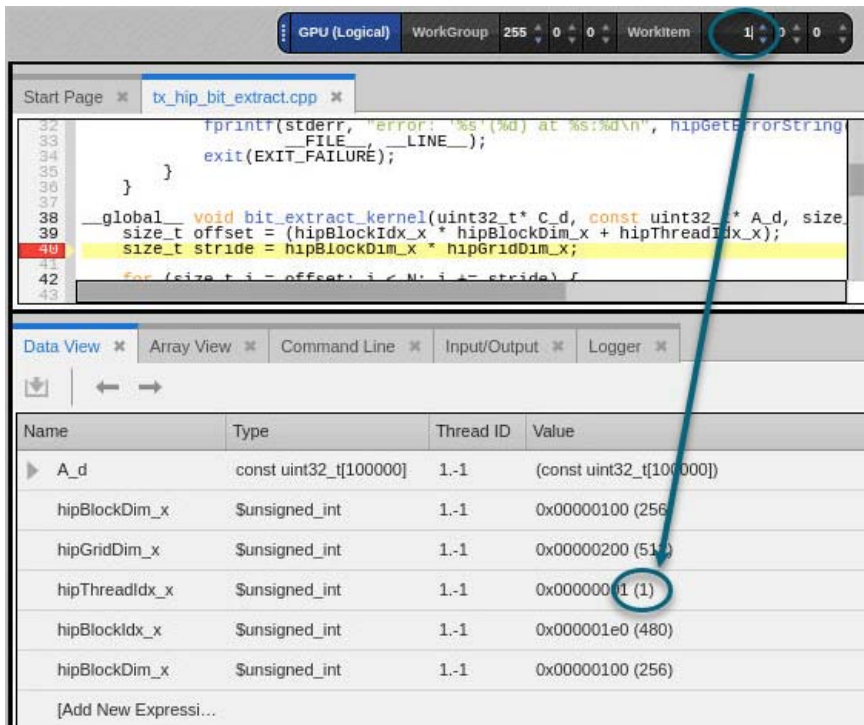 GPU (Logical) WorkGroup 255 0 0 WorkItem 1 0 0
Start Page tx_hip_bit_extract.cpp
32 fprintf(stderr, "error: '%s'(%d) at %s:%d\n", hipGetErrorString(
33 __FILE__, __LINE__);
34 exit(EXIT_FAILURE);
35 }
36 }
37
38 __global__ void bit_extract_kernel(uint32_t* C_d, const uint32_t* A_d, size_
39 size_t offset = (hipBlockIdx_x * hipBlockDim_x + hipThreadIdx_x);
40 size_t stride = hipBlockDim_x * hipGridDim_x;
41
42 for (size_t i = offset; i < N; i += stride) {
43
Data View Array View Command Line Input/Output Logger
Name Type Thread ID Value
A_d const uint32_t[100000] 1.-1 (const uint32_t[100000])
hipBlockDim_x $unsigned_int 1.-1 0x00000100 (256)
hipGridDim_x $unsigned_int 1.-1 0x00000200 (512)
hipThreadIdx_x $unsigned_int 1.-1 0x00000001 (1)
hipBlockIdx_x $unsigned_int 1.-1 0x000001e0 (480)
hipBlockDim_x $unsigned_int 1.-1 0x00000100 (256)
[Add New Expressi...